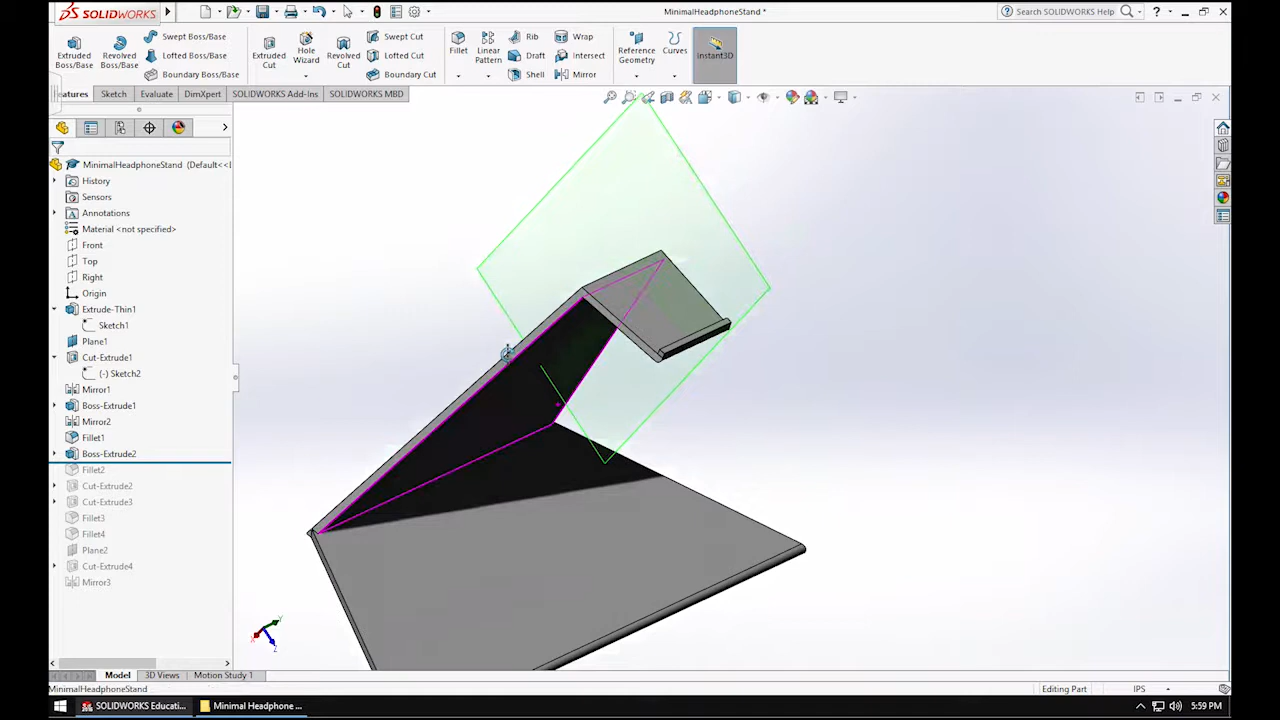 SOLIDWORKS
MinimalHeadphoneStand *
Search SOLIDWORKS Help
Extruded Boss/Base
Revolved Boss/Base
Swept Boss/Base
Lofted Boss/Base
Boundary Boss/Base
Extruded Cut
Hole Wizard
Revolved Cut
Swept Cut
Lofted Cut
Boundary Cut
Fillet
Linear Pattern
Rib
Draft
Shell
Wrap
Intersect
Mirror
Reference Geometry
Curves
Instant3D
eatures
Sketch
Evaluate
DimXpert
SOLIDWORKS Add-Ins
SOLIDWORKS MBD
MinimalHeadphoneStand (Default<<D
History
Sensors
Annotations
Material <not specified>
Front
Top
Right
Origin
Extrude-Thin1
Sketch1
Plane1
Cut-Extrude1
(-) Sketch2
Mirror1
Boss-Extrude1
Mirror2
Fillet1
Boss-Extrude2
Fillet2
Cut-Extrude2
Cut-Extrude3
Fillet3
Fillet4
Plane2
Cut-Extrude4
Mirror3
X
Y
Z
Model
3D Views
Motion Study 1
MinimalHeadphoneStand
Editing Part
IPS
SOLIDWORKS Educati...
Minimal Headphone ...
5:59 PM